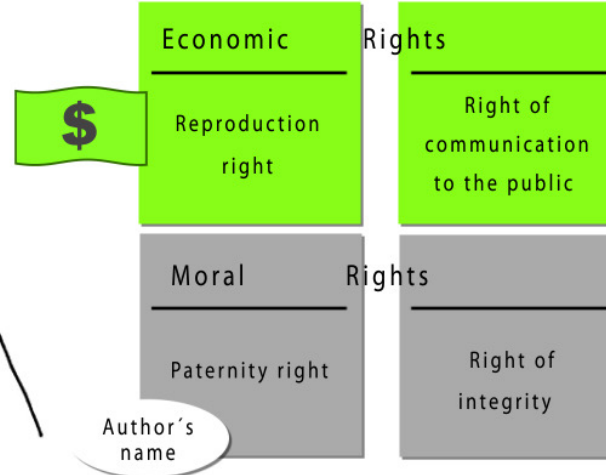 Economic Rights
$
Reproduction
right
Right of
communication
to the public
Moral Rights
Paternity right
Right of
integrity
Author´s
name